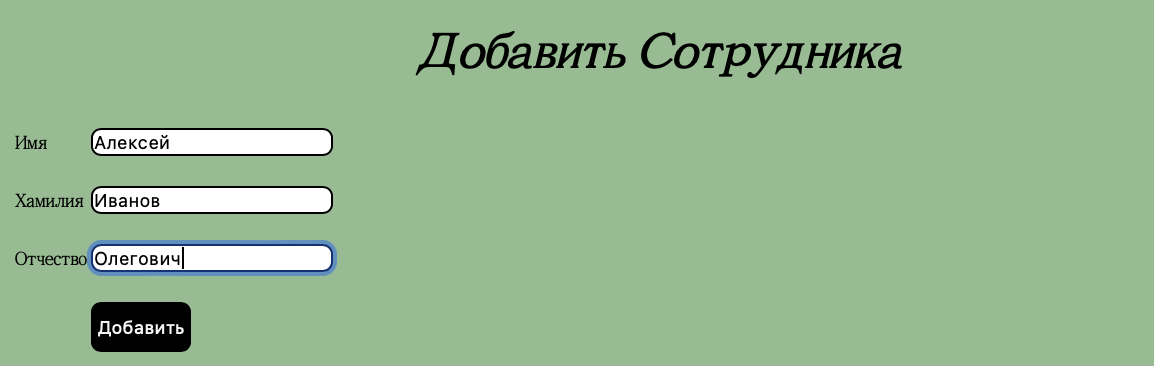 Добавить Сотрудника
Имя Алексей
Хамилия Иванов
Отчество Олегович
Добавить